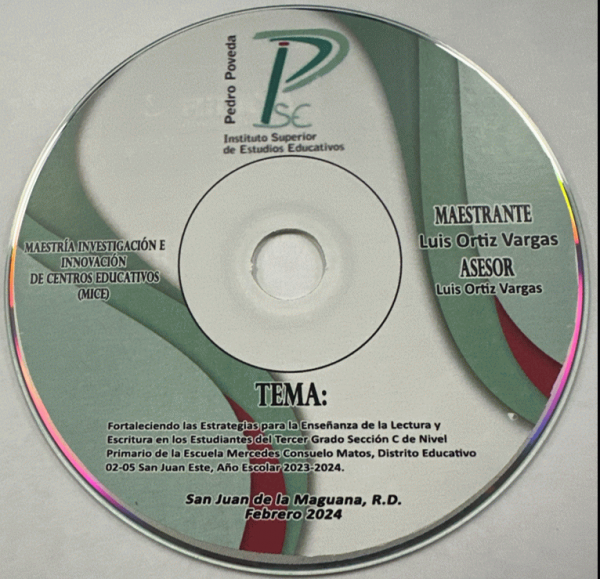 Pedro Poveda
ISE
Instituto Superior
de Estudios Educativos
MAESTRÍA INVESTIGACIÓN E
INNOVACIÓN
DE CENTROS EDUCATIVOS
(MICE)
MAESTRANTE
Luis Ortiz Vargas
ASESOR
Luis Ortiz Vargas
TEMA:
Fortaleciendo las Estrategias para la Enseñanza de la Lectura y
Escritura en los Estudiantes del Tercer Grado Sección C de Nivel
Primario de la Escuela Mercedes Consuelo Matos, Distrito Educativo
02-05 San Juan Este, Año Escolar 2023-2024.
San Juan de la Maguana, R.D.
Febrero 2024